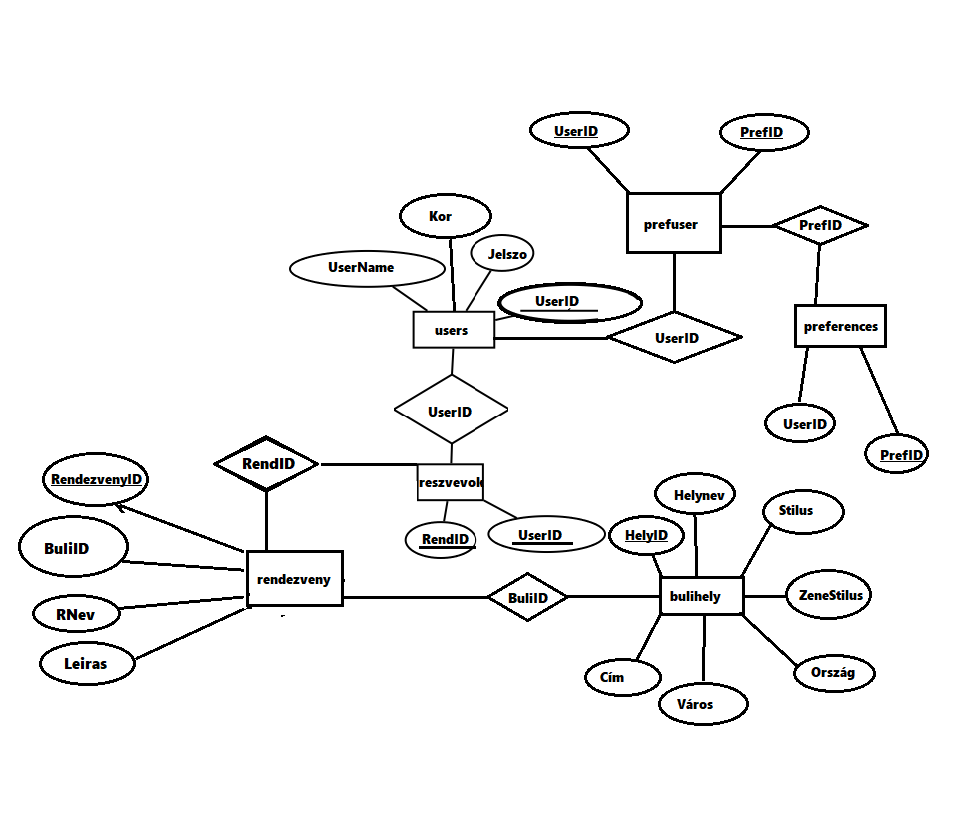 UserID
PrefID
prefuser
PrefID
Kor
Jelszo
UserName
UserID
users
UserID
preferences
UserID
UserID
PrefID
RendID
reszvevok
RendezvenyID
RendID
UserID
BuliID
rendezveny
RNev
Leiras
BuliID
Helynev
Stilus
HelyID
bulihely
ZeneStilus
Cím
Város
Ország